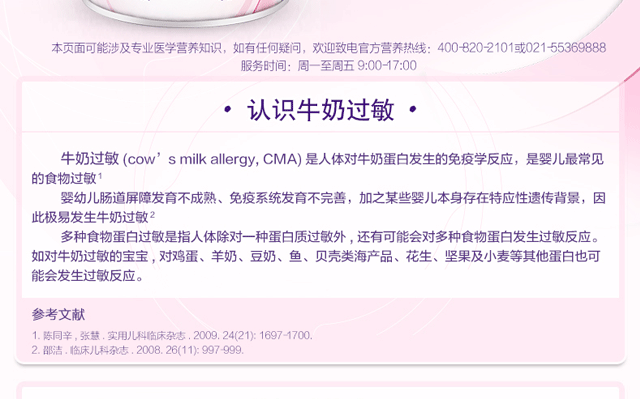 本页面可能涉及专业医学营养知识，如有任何疑问，欢迎致电官方营养热线：400-820-2101或021-55369888
服务时间：周一至周五 9:00-17:00
• 认识牛奶过敏 •
牛奶过敏 (cow’s milk allergy, CMA) 是人体对牛奶蛋白发生的免疫学反应，是婴儿最常见
的食物过敏¹
婴幼儿肠道屏障发育不成熟、免疫系统发育不完善，加之某些婴儿本身存在特应性遗传背景，因
此极易发生牛奶过敏²
多种食物蛋白过敏是指人体除对一种蛋白质过敏外，还有可能会对多种食物蛋白发生过敏反应。
如对牛奶过敏的宝宝，对鸡蛋、羊奶、豆奶、鱼、贝壳类海产品、花生、坚果及小麦等其他蛋白也可
能会发生过敏反应。
参考文献
1. 陈同辛，张慧．实用儿科临床杂志．2009. 24(21): 1697-1700.
2. 邵洁．临床儿科杂志．2008. 26(11): 997-999.